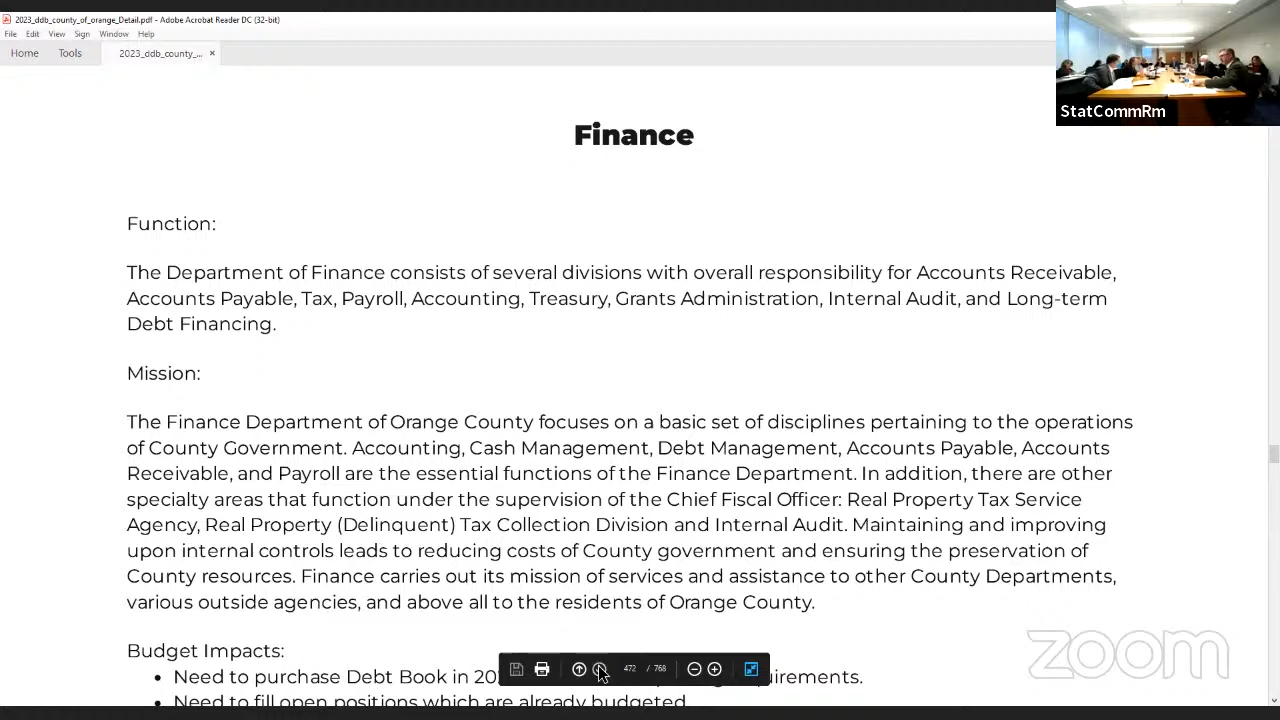 2023_ddb_county_of_orange_Detail.pdf - Adobe Acrobat Reader DC (32-bit)
File Edit View Sign Window Help
Home Tools 2023_ddb_county_... ×
StatCommRm
Finance
Function:
The Department of Finance consists of several divisions with overall responsibility for Accounts Receivable,
Accounts Payable, Tax, Payroll, Accounting, Treasury, Grants Administration, Internal Audit, and Long-term
Debt Financing.
Mission:
The Finance Department of Orange County focuses on a basic set of disciplines pertaining to the operations
of County Government. Accounting, Cash Management, Debt Management, Accounts Payable, Accounts
Receivable, and Payroll are the essential functions of the Finance Department. In addition, there are other
specialty areas that function under the supervision of the Chief Fiscal Officer: Real Property Tax Service
Agency, Real Property (Delinquent) Tax Collection Division and Internal Audit. Maintaining and improving
upon internal controls leads to reducing costs of County government and ensuring the preservation of
County resources. Finance carries out its mission of services and assistance to other County Departments,
various outside agencies, and above all to the residents of Orange County.
Budget Impacts:
• Need to purchase Debt Book in
• Need to fill open positions which are already budgeted
472 / 768
zoom